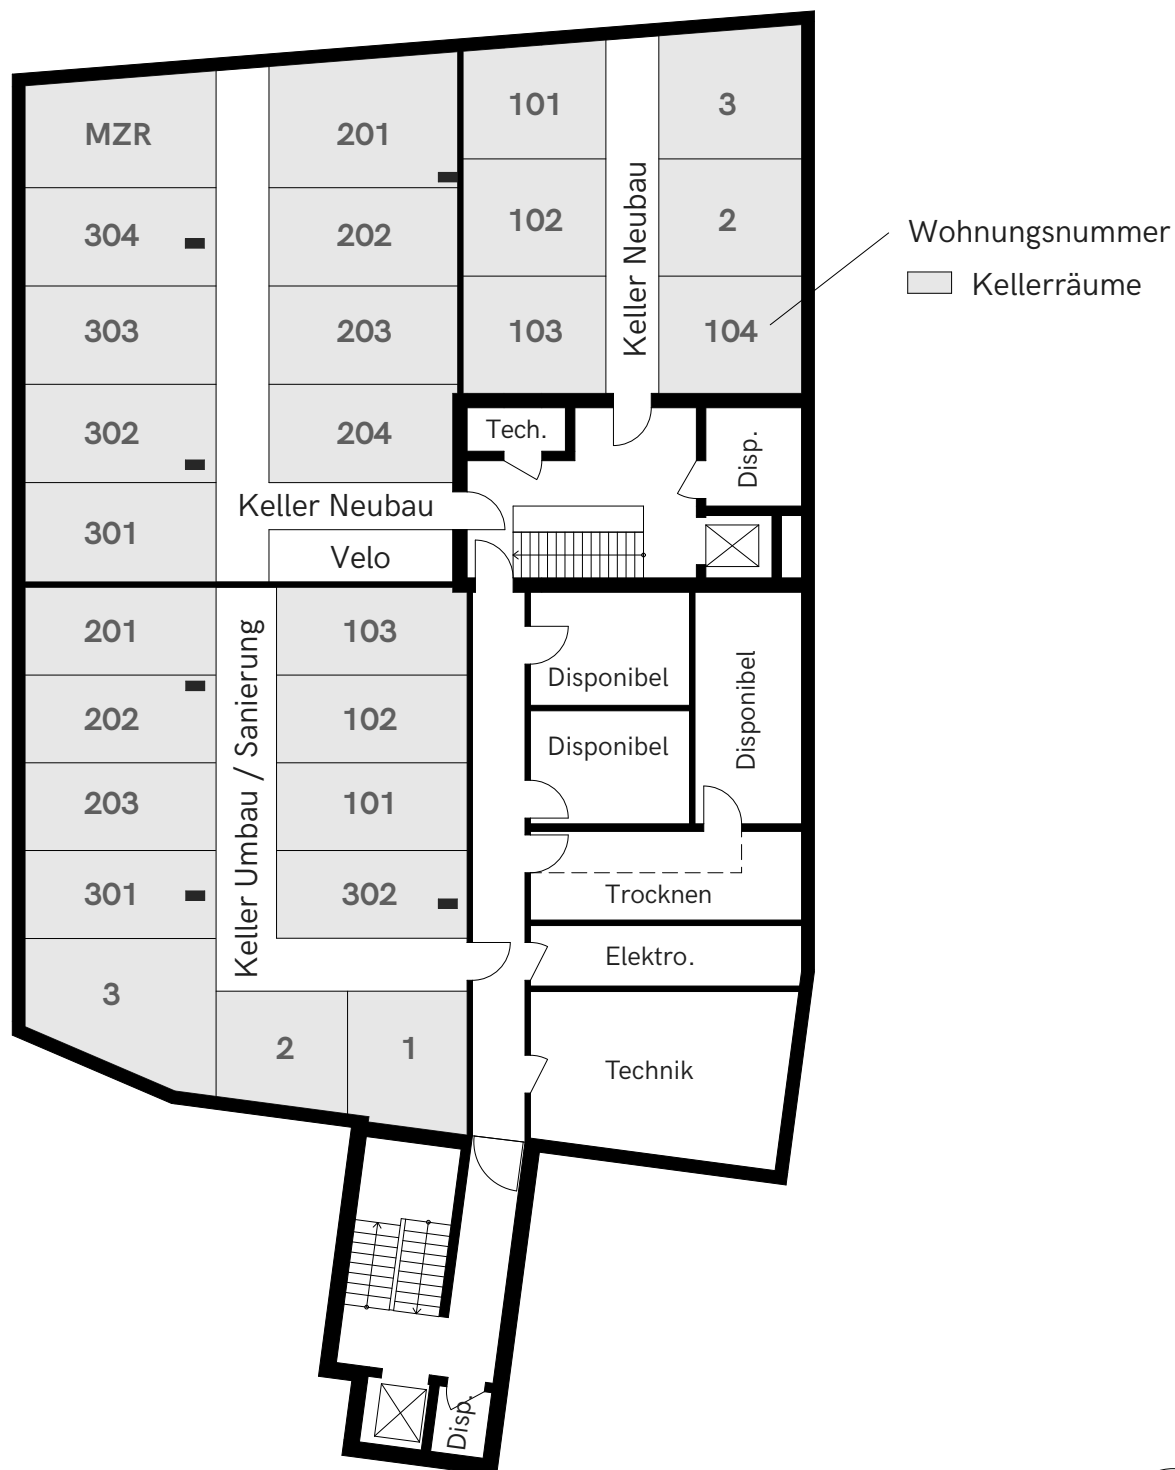 MZR
201
304
202
303
203
302
204
301
Keller Neubau
Velo
101
3
102
2
103
104
Keller Neubau
Wohnungsnummer
Kellerräume
Tech.
Disp.
201
103
202
102
203
101
301
302
3
2
1
Keller Umbau / Sanierung
Disponibel
Disponibel
Disponibel
Trocknen
Elektro.
Technik
Disp.